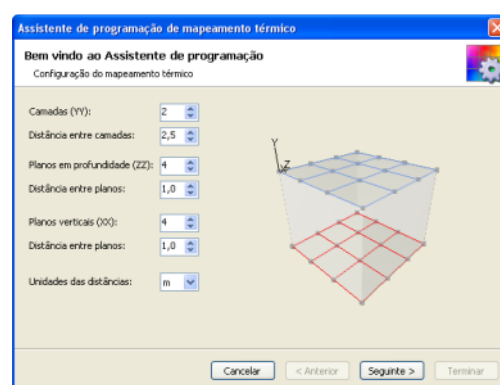 Assistente de programação de mapeamento térmico
Bem vindo ao Assistente de programação
Configuração do mapeamento térmico
Camadas (YY): 2
Distância entre camadas: 2,5
Planos em profundidade (ZZ): 4
Distância entre planos: 1,0
Planos verticais (XX): 4
Distância entre planos: 1,0
Unidades das distâncias: m
Y
Z
Cancelar < Anterior Seguinte > Terminar